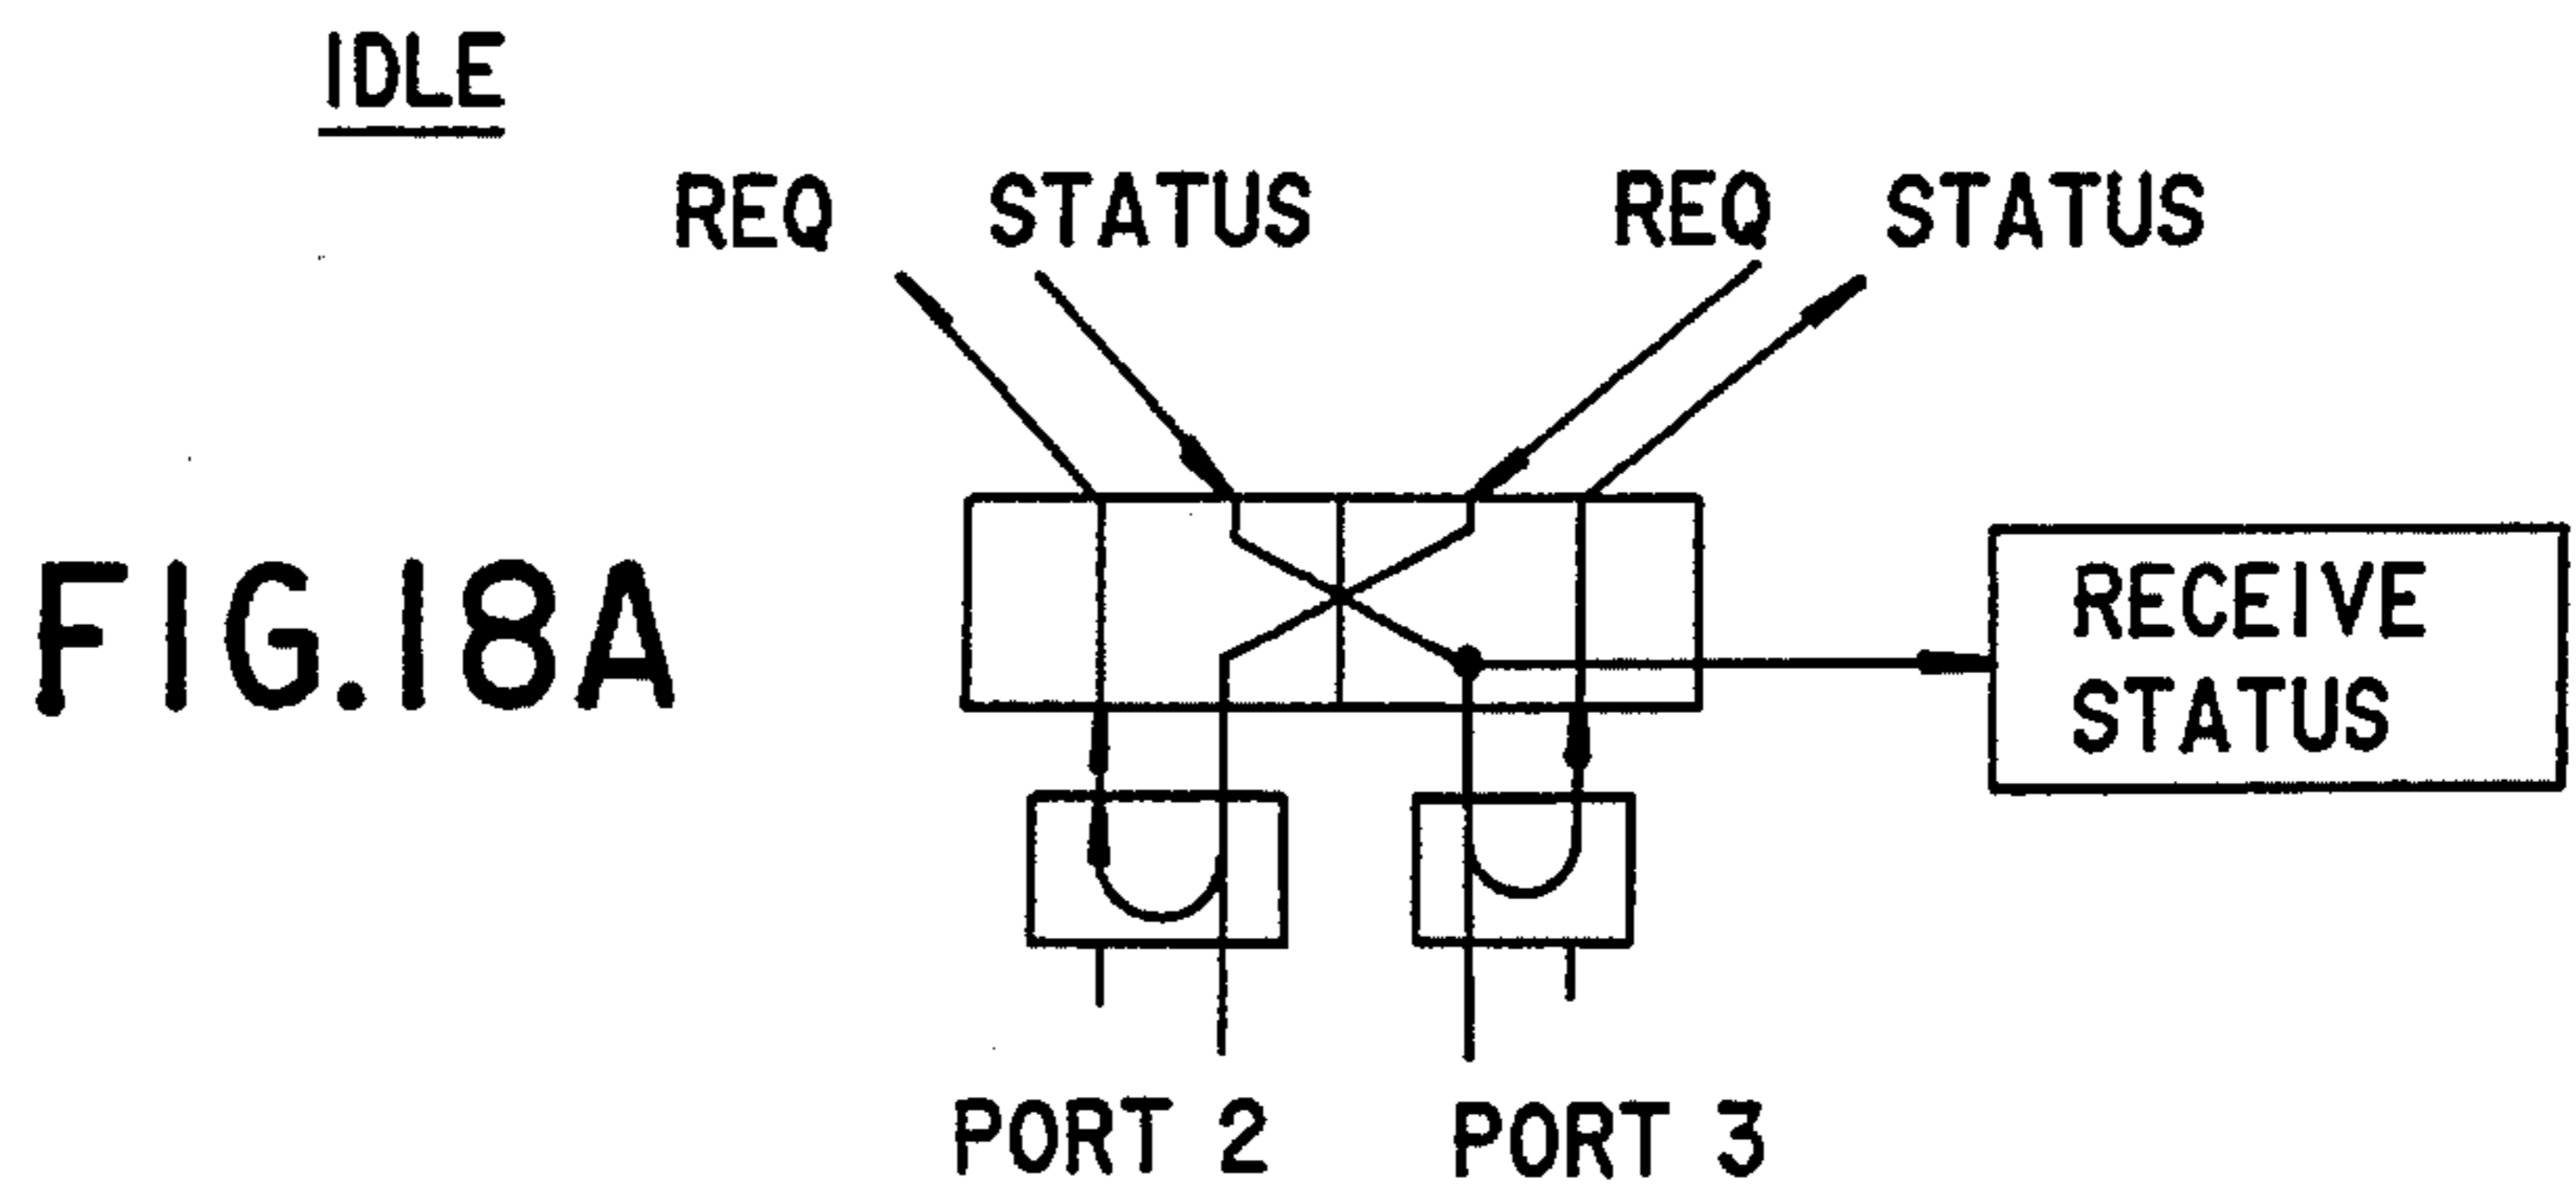 IDLE
REQ STATUS REQ STATUS
FIG.18A
RECEIVE
STATUS
PORT 2 PORT 3